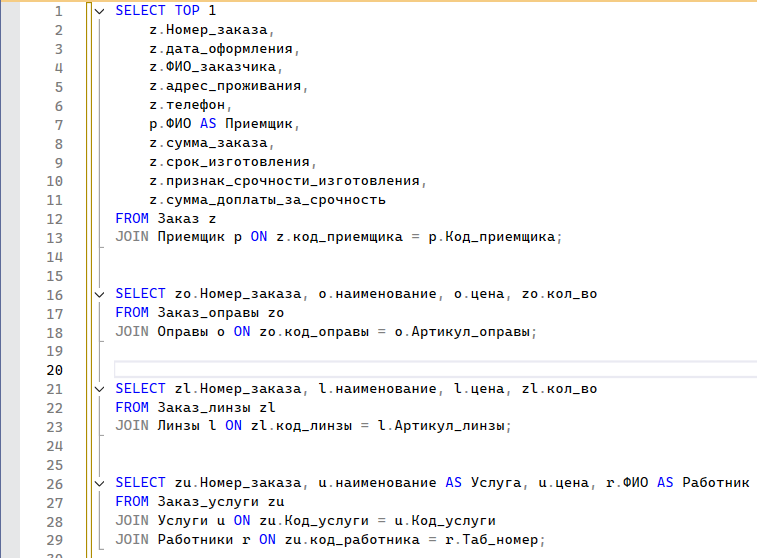 1 SELECT TOP 1
2 z.Номер_заказа,
3 z.дата_оформления,
4 z.ФИО_заказчика,
5 z.адрес_проживания,
6 z.телефон,
7 p.ФИО AS Приемщик,
8 z.сумма_заказа,
9 z.срок_изготовления,
10 z.признак_срочности_изготовления,
11 z.сумма_доплаты_за_срочность
12 FROM Заказ z
13 JOIN Приемщик p ON z.код_приемщика = p.Код_приемщика;
14
15
16 SELECT zo.Номер_заказа, o.наименование, o.цена, zo.кол_во
17 FROM Заказ_оправы zo
18 JOIN Оправы o ON zo.код_оправы = o.Артикул_оправы;
19
20
21 SELECT zl.Номер_заказа, l.наименование, l.цена, zl.кол_во
22 FROM Заказ_линзы zl
23 JOIN Линзы l ON zl.код_линзы = l.Артикул_линзы;
24
25
26 SELECT zu.Номер_заказа, u.наименование AS Услуга, u.цена, r.ФИО AS Работник
27 FROM Заказ_услуги zu
28 JOIN Услуги u ON zu.Код_услуги = u.Код_услуги
29 JOIN Работники r ON zu.код_работника = r.Таб_номер;